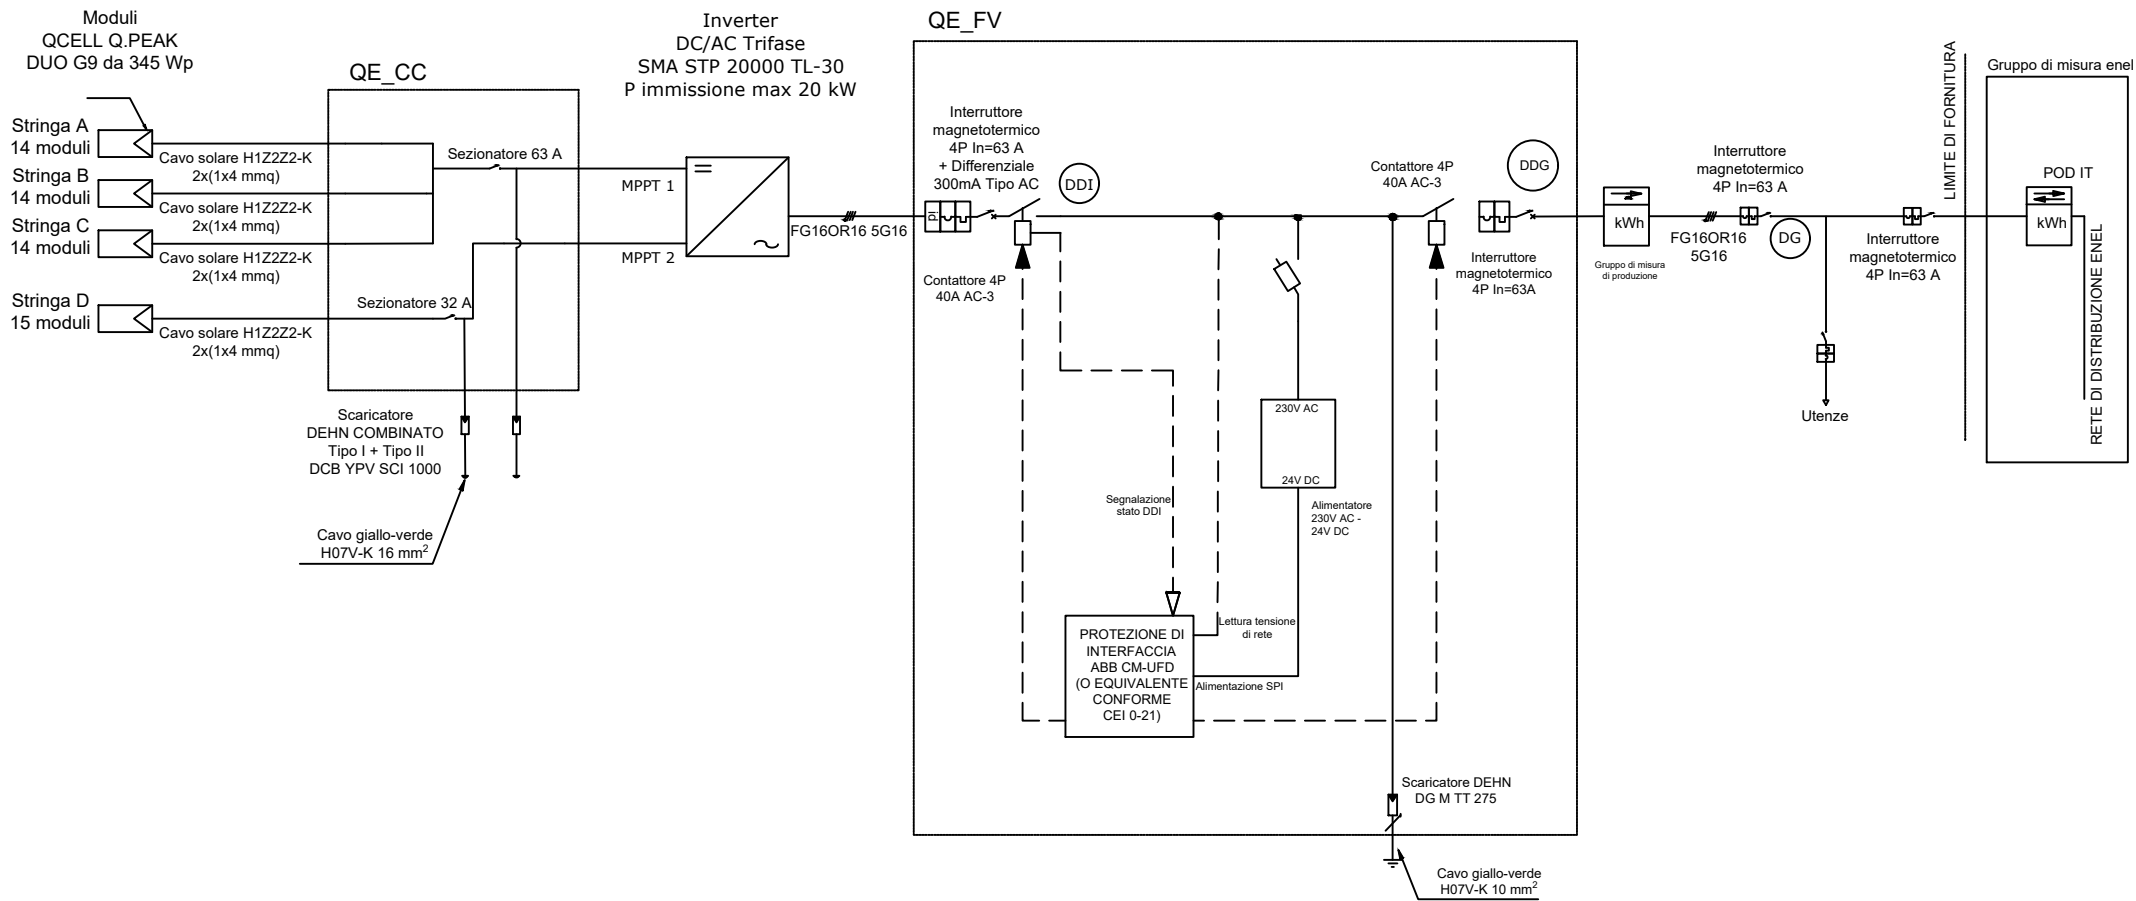 Moduli
QCELL Q.PEAK
DUO G9 da 345 Wp
Stringa A
14 moduli
Cavo solare H1Z2Z2-K
2x(1x4 mmq)
Stringa B
14 moduli
Cavo solare H1Z2Z2-K
2x(1x4 mmq)
Stringa C
14 moduli
Cavo solare H1Z2Z2-K
2x(1x4 mmq)
Stringa D
15 moduli
Cavo solare H1Z2Z2-K
2x(1x4 mmq)
QE_CC
Sezionatore 63 A
Sezionatore 32 A
Scaricatore
DEHN COMBINATO
Tipo I + Tipo II
DCB YPV SCI 1000
Cavo giallo-verde
H07V-K 16 mm²
Inverter
DC/AC Trifase
SMA STP 20000 TL-30
P immissione max 20 kW
MPPT 1
MPPT 2
FG16OR16 5G16
QE_FV
Interruttore
magnetotermico
4P In=63 A
+ Differenziale
300mA Tipo AC
DDI
id
Contattore 4P
40A AC-3
Contattore 4P
40A AC-3
DDG
Interruttore
magnetotermico
4P In=63A
230V AC
24V DC
Alimentatore
230V AC -
24V DC
Segnalazione
stato DDI
Lettura tensione
di rete
Alimentazione SPI
PROTEZIONE DI
INTERFACCIA
ABB CM-UFD
(O EQUIVALENTE
CONFORME
CEI 0-21)
Scaricatore DEHN
DG M TT 275
Cavo giallo-verde
H07V-K 10 mm²
kWh
Gruppo di misura
di produzione
FG16OR16
5G16
Interruttore
magnetotermico
4P In=63 A
DG
Utenze
Interruttore
magnetotermico
4P In=63 A
LIMITE DI FORNITURA
Gruppo di misura enel
POD IT
kWh
RETE DI DISTRIBUZIONE ENEL